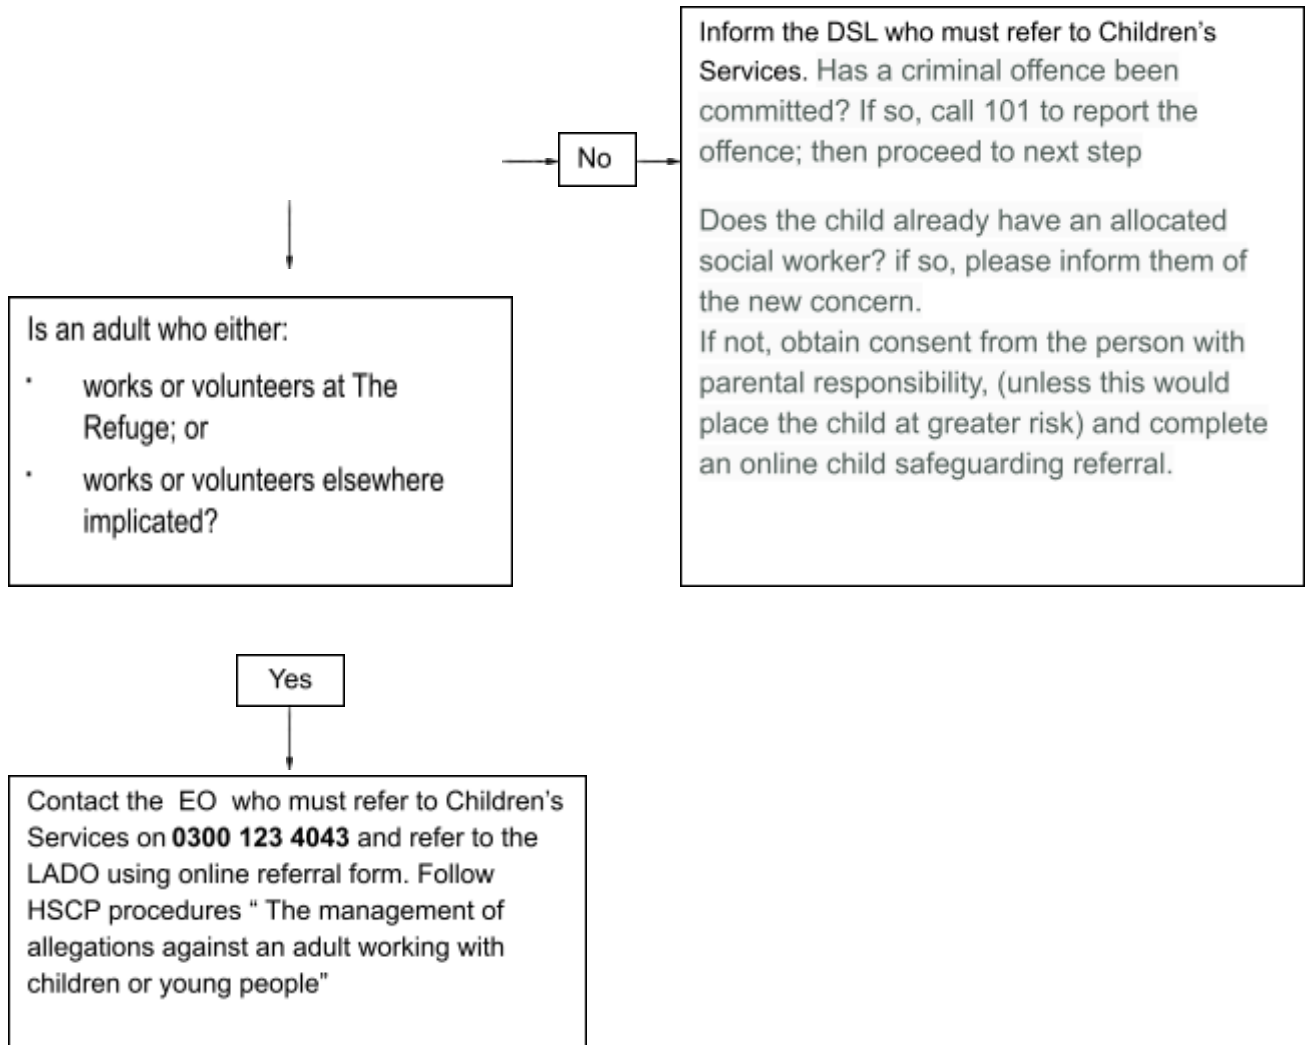 No
Inform the DSL who must refer to Children's
Services. Has a criminal offence been
committed? If so, call 101 to report the
offence; then proceed to next step
Does the child already have an allocated
social worker? if so, please inform them of
the new concern.
If not, obtain consent from the person with
parental responsibility, (unless this would
place the child at greater risk) and complete
an online child safeguarding referral.
Is an adult who either:
· works or volunteers at The
Refuge; or
· works or volunteers elsewhere
implicated?
Yes
Contact the EO who must refer to Children's
Services on 0300 123 4043 and refer to the
LADO using online referral form. Follow
HSCP procedures “ The management of
allegations against an adult working with
children or young people”